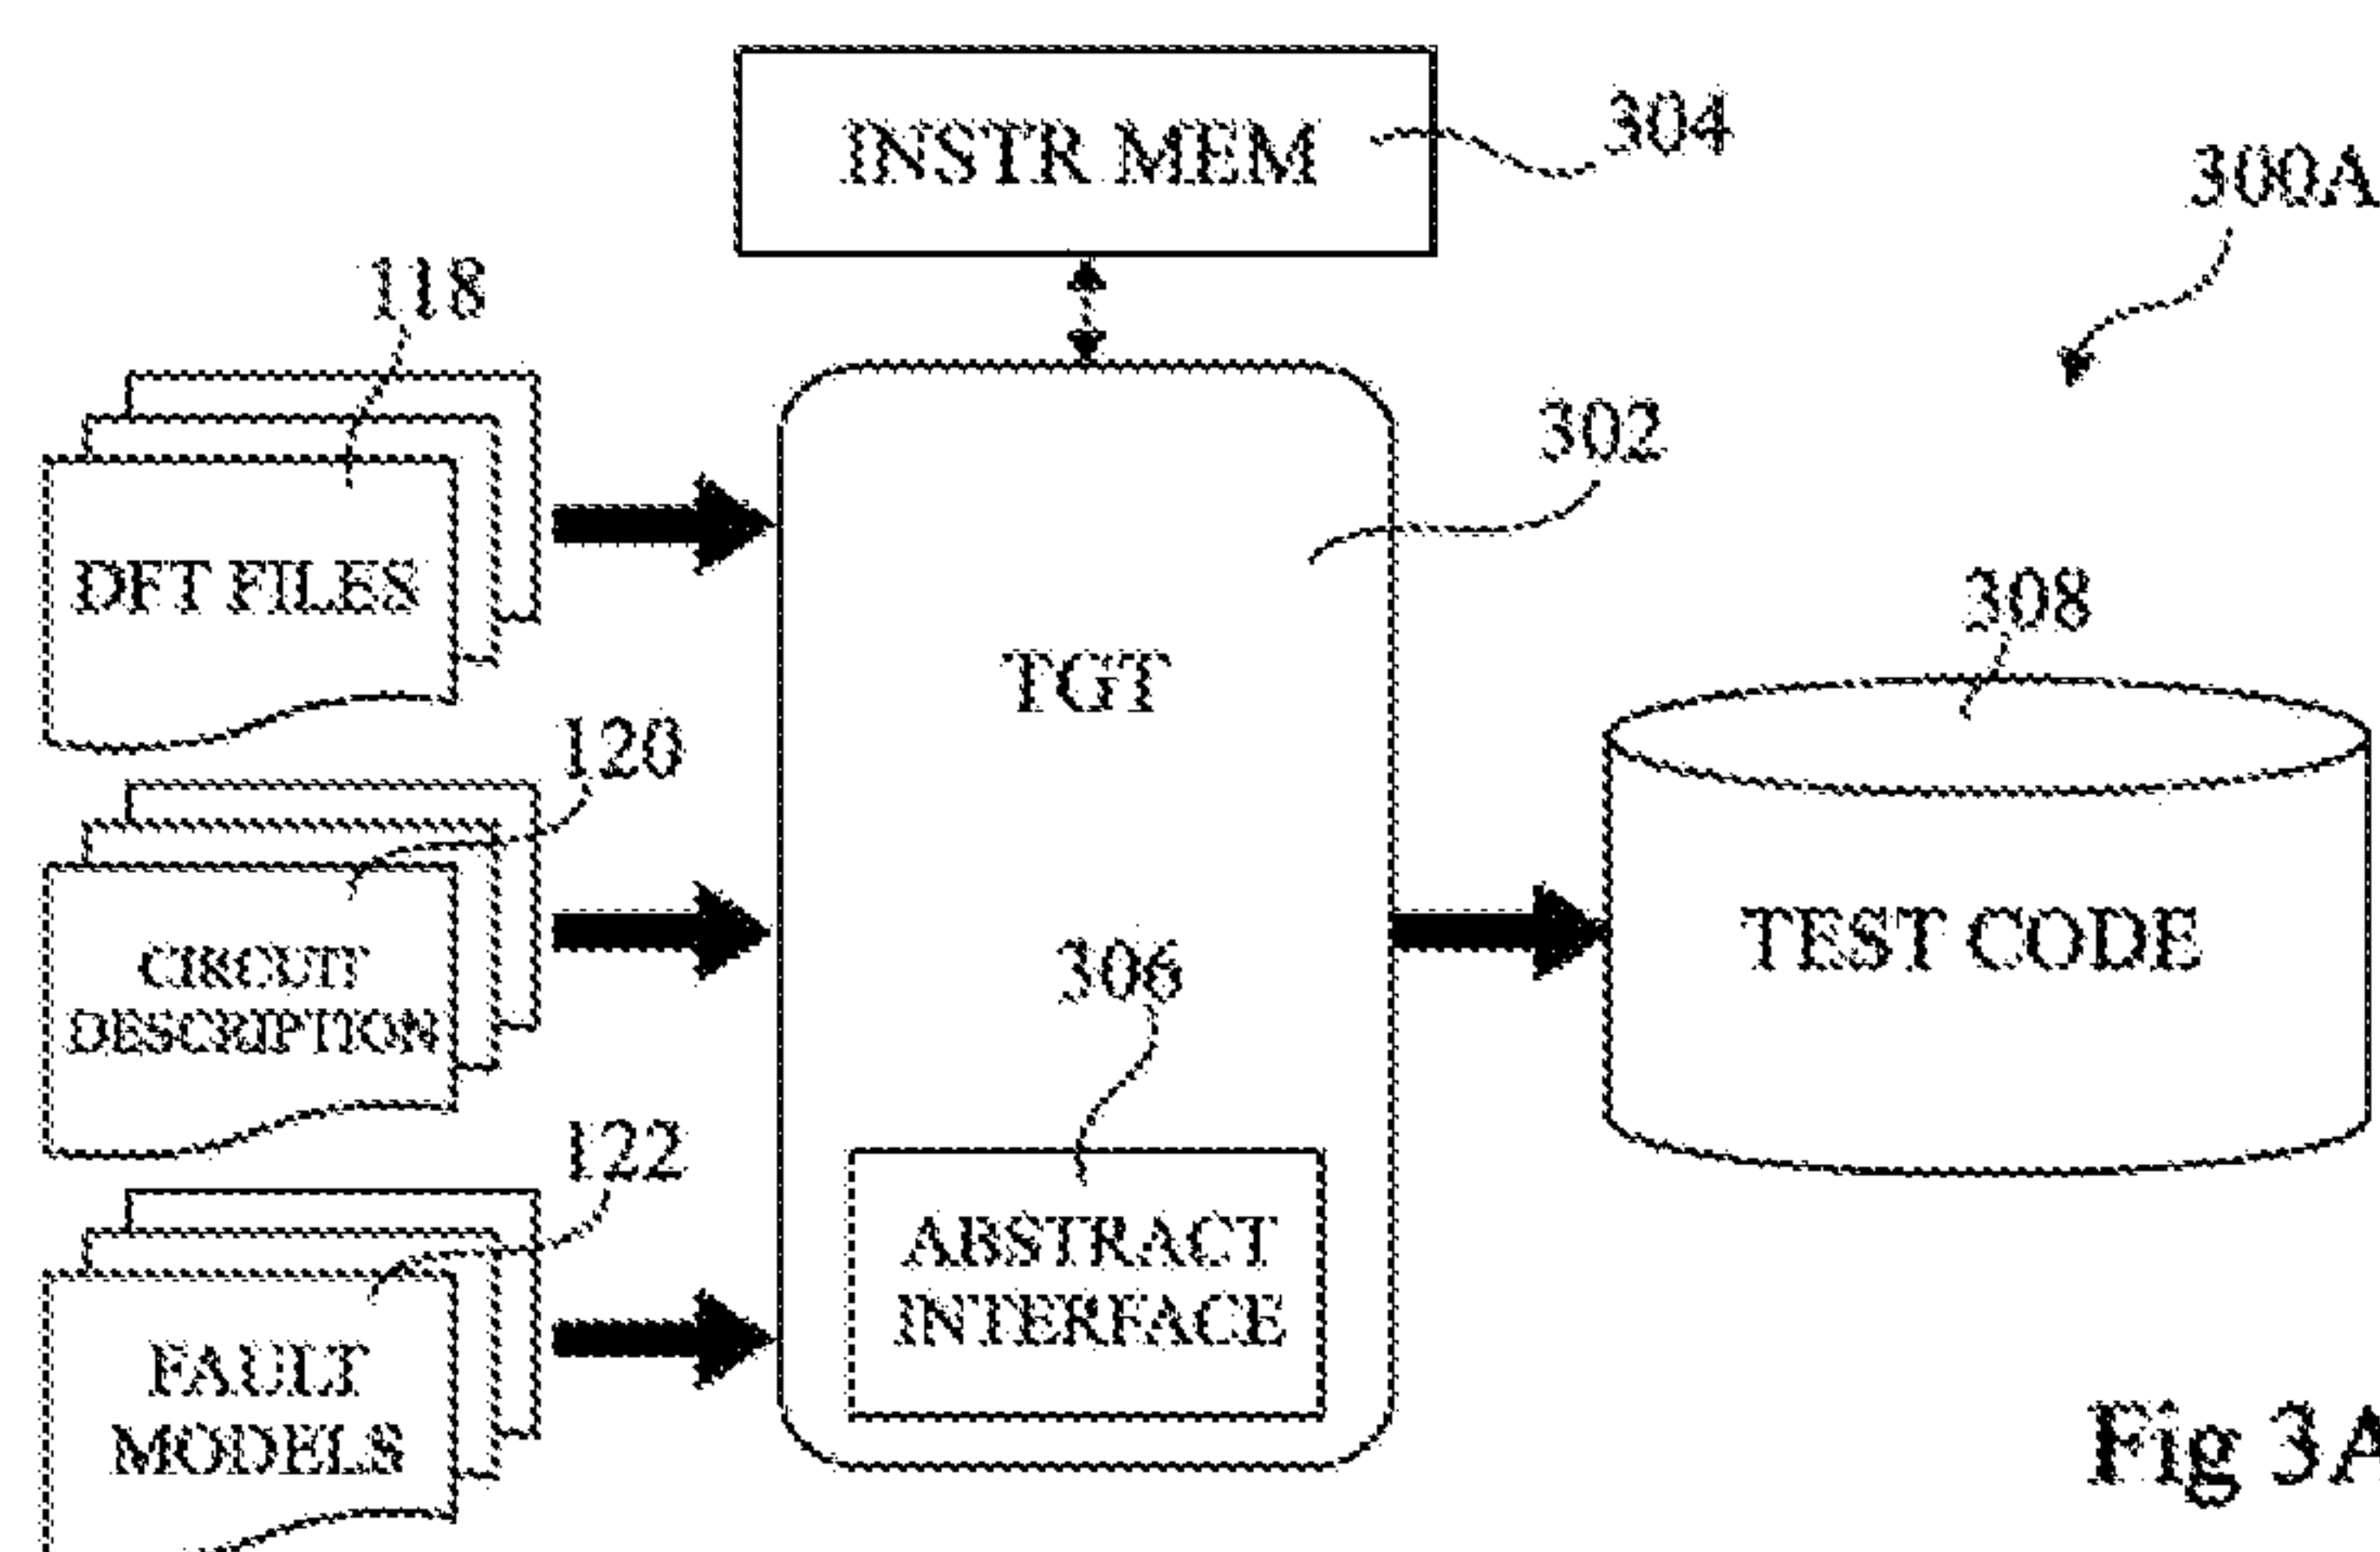 INSTR MEM
304
300A
118
302
DFT FILES
308
TGT
120
TEST CODE
306
CIRCUIT
DESCRIPTION
122
ABSTRACT
INTERFACE
FAULT
MODELS
Fig 3A